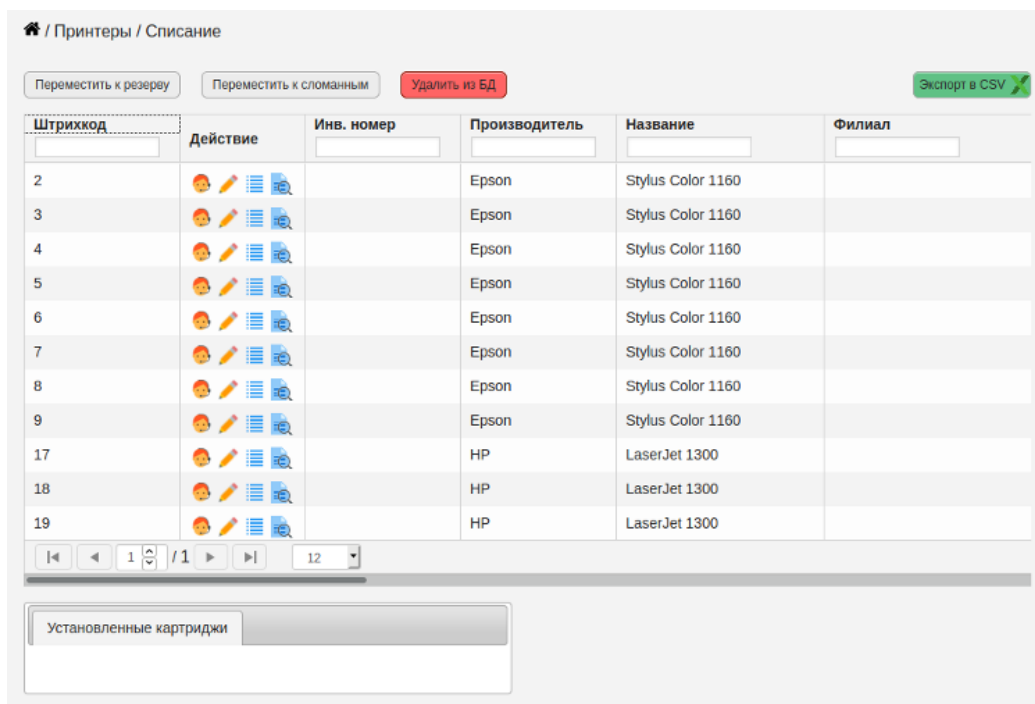 / Принтеры / Списание
Переместить к резерву Переместить к сломанным Удалить из БД Экспорт в CSV
Штрихкод Действие Инв. номер Производитель Название Филиал
2 Epson Stylus Color 1160
3 Epson Stylus Color 1160
4 Epson Stylus Color 1160
5 Epson Stylus Color 1160
6 Epson Stylus Color 1160
7 Epson Stylus Color 1160
8 Epson Stylus Color 1160
9 Epson Stylus Color 1160
17 HP LaserJet 1300
18 HP LaserJet 1300
19 HP LaserJet 1300
1 / 1 12
Установленные картриджи